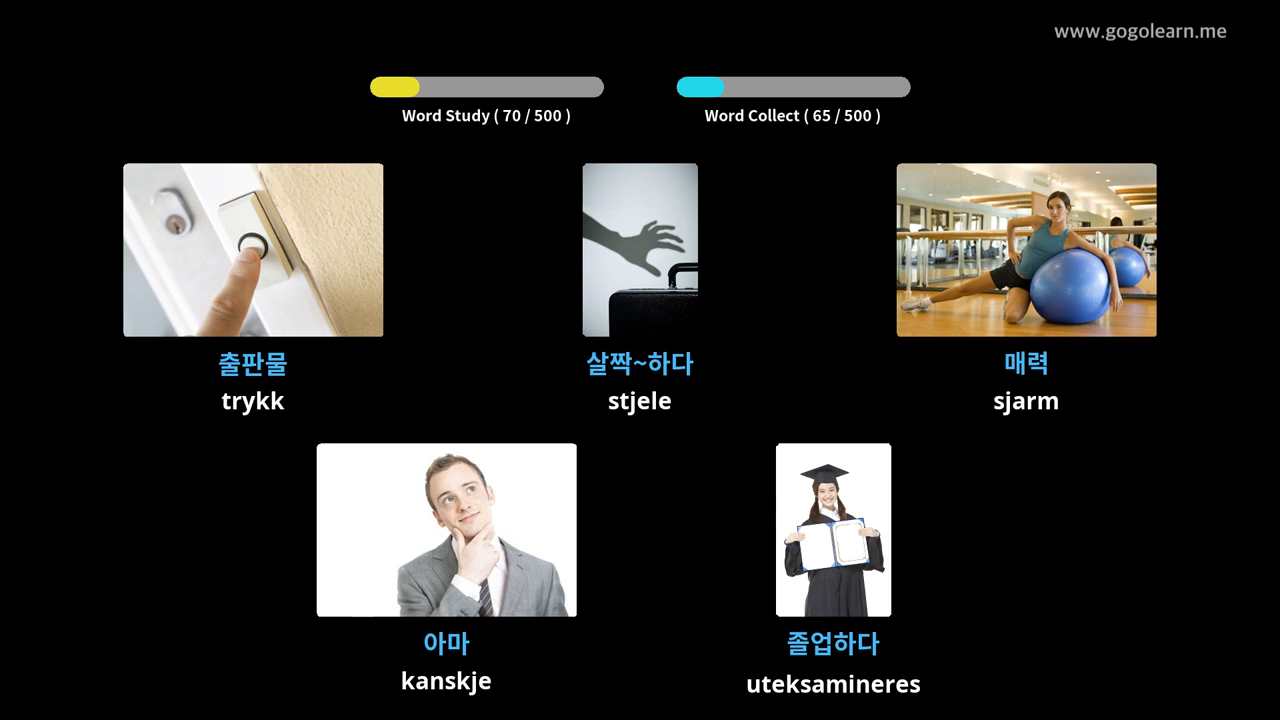 www.gogolearn.me
Word Study ( 70 / 500 )
Word Collect ( 65 / 500 )
출판물
trykk
살짝~하다
stjele
매력
sjarm
아마
kanskje
졸업하다
uteksamineres